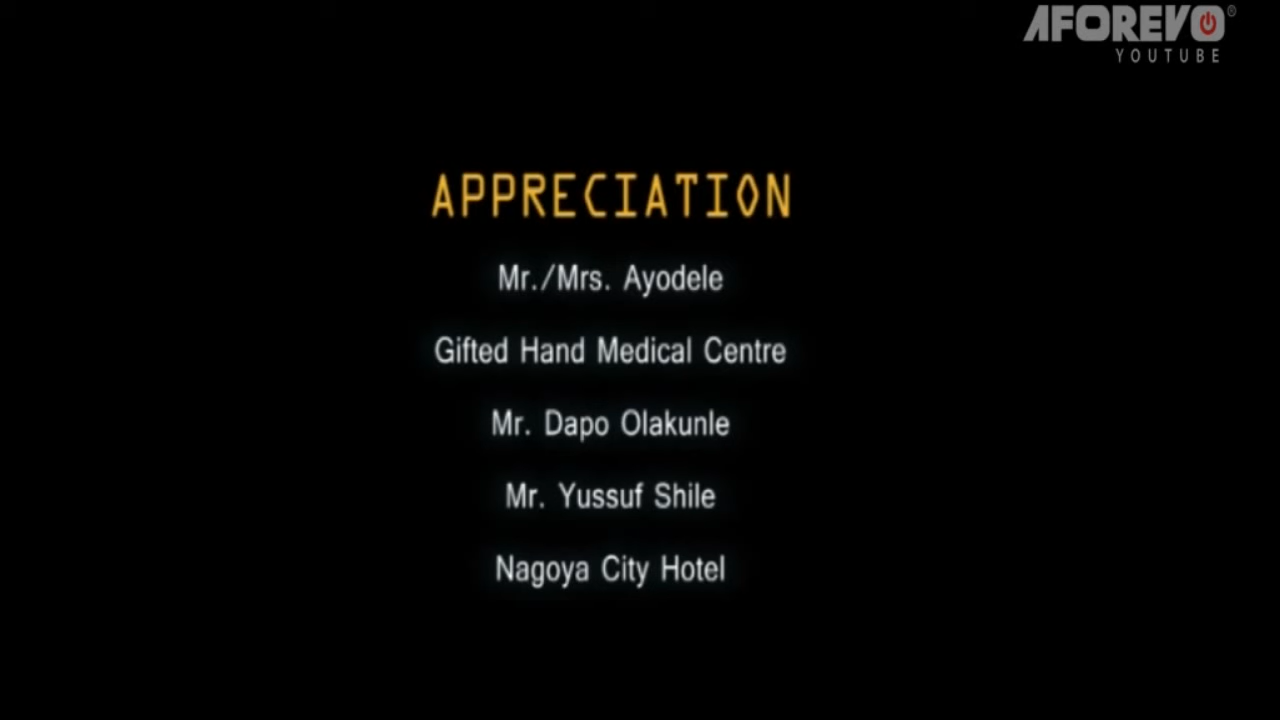 AFOREVO®
YOUTUBE
APPRECIATION
Mr./Mrs. Ayodele
Gifted Hand Medical Centre
Mr. Dapo Olakunle
Mr. Yussuf Shile
Nagoya City Hotel